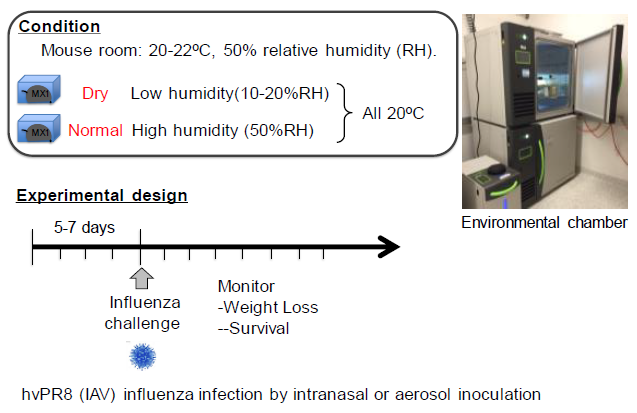 Condition
Mouse room: 20-22ºC, 50% relative humidity (RH).
MX1 Dry Low humidity(10-20%RH)
All 20ºC
MX1 Normal High humidity (50%RH)
Environmental chamber
Experimental design
5-7 days
Influenza
challenge
Monitor
-Weight Loss
--Survival
hvPR8 (IAV) influenza infection by intranasal or aerosol inoculation